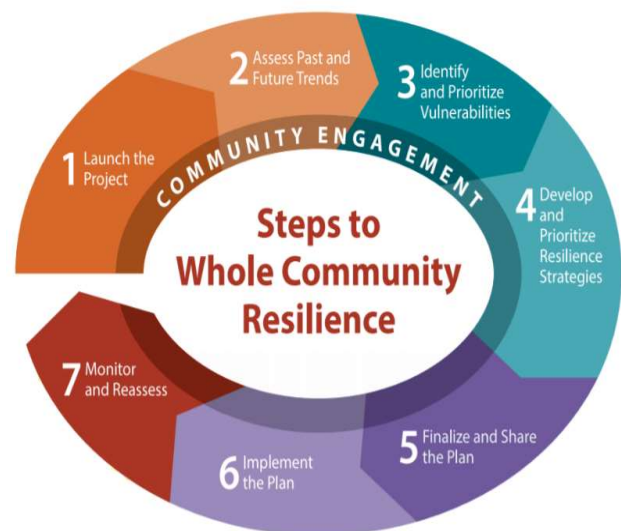 1 Launch the
Project
2 Assess Past and
Future Trends
3 Identify
and Prioritize
Vulnerabilities
4 Develop
and
Prioritize
Resilience
Strategies
5 Finalize and Share
the Plan
6 Implement
the Plan
7 Monitor
and Reassess
COMMUNITY ENGAGEMENT
Steps to
Whole Community
Resilience